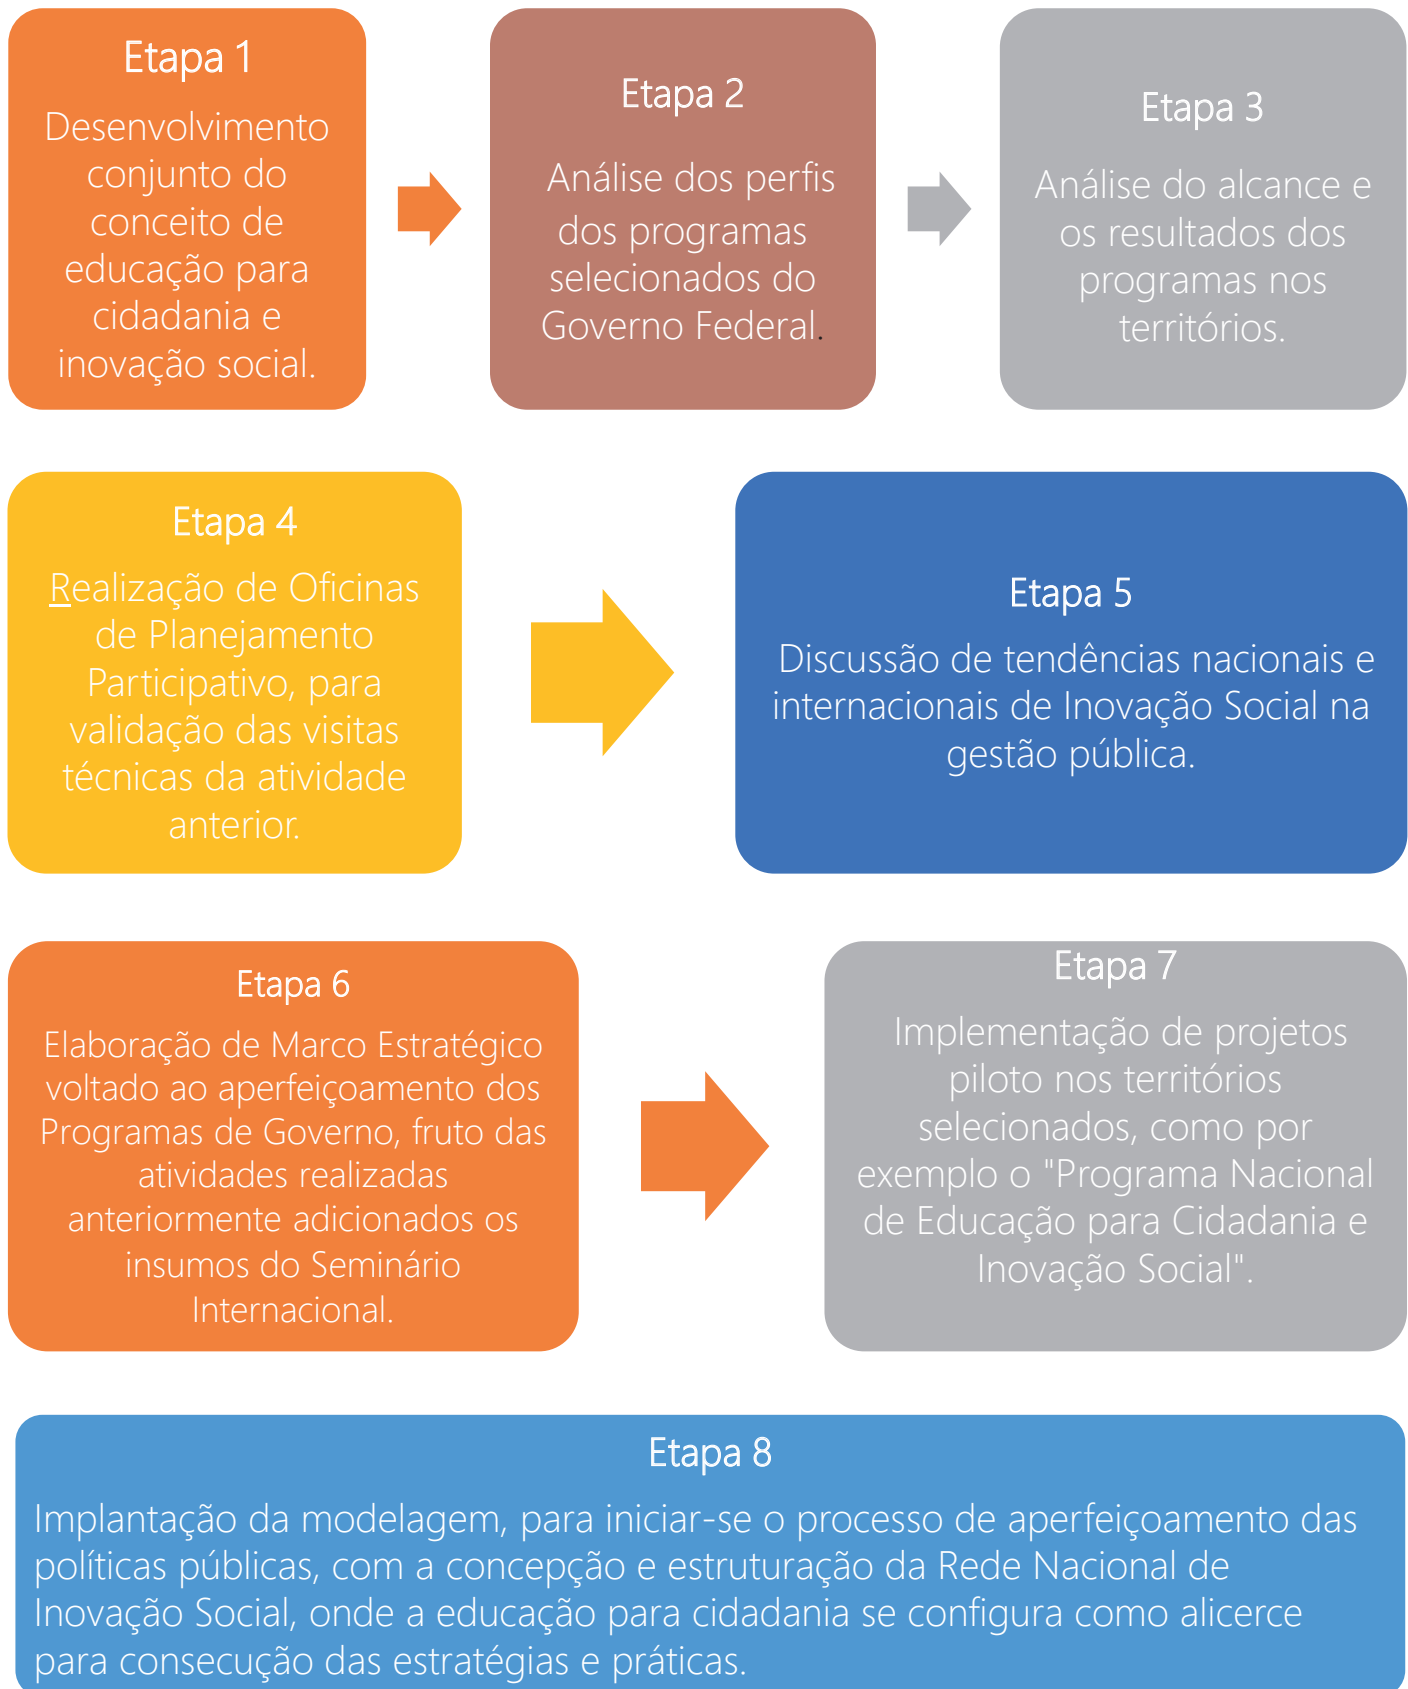 Etapa 1
Desenvolvimento
conjunto do
conceito de
educação para
cidadania e
inovação social.
Etapa 2
Análise dos perfis
dos programas
selecionados do
Governo Federal.
Etapa 3
Análise do alcance e
os resultados dos
programas nos
territórios.
Etapa 4
Realização de Oficinas
de Planejamento
Participativo, para
validação das visitas
técnicas da atividade
anterior.
Etapa 5
Discussão de tendências nacionais e
internacionais de Inovação Social na
gestão pública.
Etapa 6
Elaboração de Marco Estratégico
voltado ao aperfeiçoamento dos
Programas de Governo, fruto das
atividades realizadas
anteriormente adicionados os
insumos do Seminário
Internacional.
Etapa 7
Implementação de projetos
piloto nos territórios
selecionados, como por
exemplo o "Programa Nacional
de Educação para Cidadania e
Inovação Social".
Etapa 8
Implantação da modelagem, para iniciar-se o processo de aperfeiçoamento das
políticas públicas, com a concepção e estruturação da Rede Nacional de
Inovação Social, onde a educação para cidadania se configura como alicerce
para consecução das estratégias e práticas.